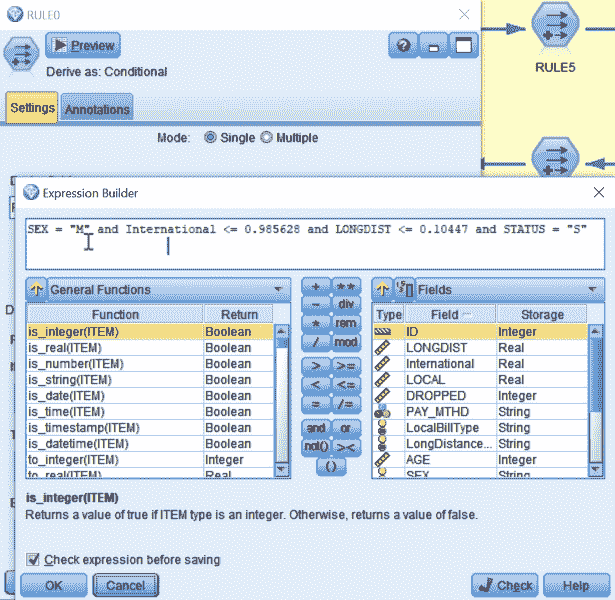 RULE0
Preview
Derive as: Conditional
RULE5
Settings Annotations
Mode: Single Multiple
Expression Builder
SEX = "M" and International <= 0.985628 and LONGDIST <= 0.10447 and STATUS = "S"
General Functions
Function Return
is_integer(ITEM) Boolean
is_real(ITEM) Boolean
is_number(ITEM) Boolean
is_string(ITEM) Boolean
is_date(ITEM) Boolean
is_time(ITEM) Boolean
is_timestamp(ITEM) Boolean
is_datetime(ITEM) Boolean
to_integer(ITEM) Integer
to_real(ITEM) Real
+ **
- div
* rem
/ mod
> >=
< <=
= /=
and or
not() ><
()
Fields
Type Field Storage
ID Integer
LONGDIST Real
International Real
LOCAL Real
DROPPED Integer
PAY_MTHD String
LocalBillType String
LongDistance... String
AGE Integer
SEX String
is_integer(ITEM)
Returns a value of true if ITEM type is an integer. Otherwise, returns a value of false.
Check expression before saving
OK Cancel Check Help